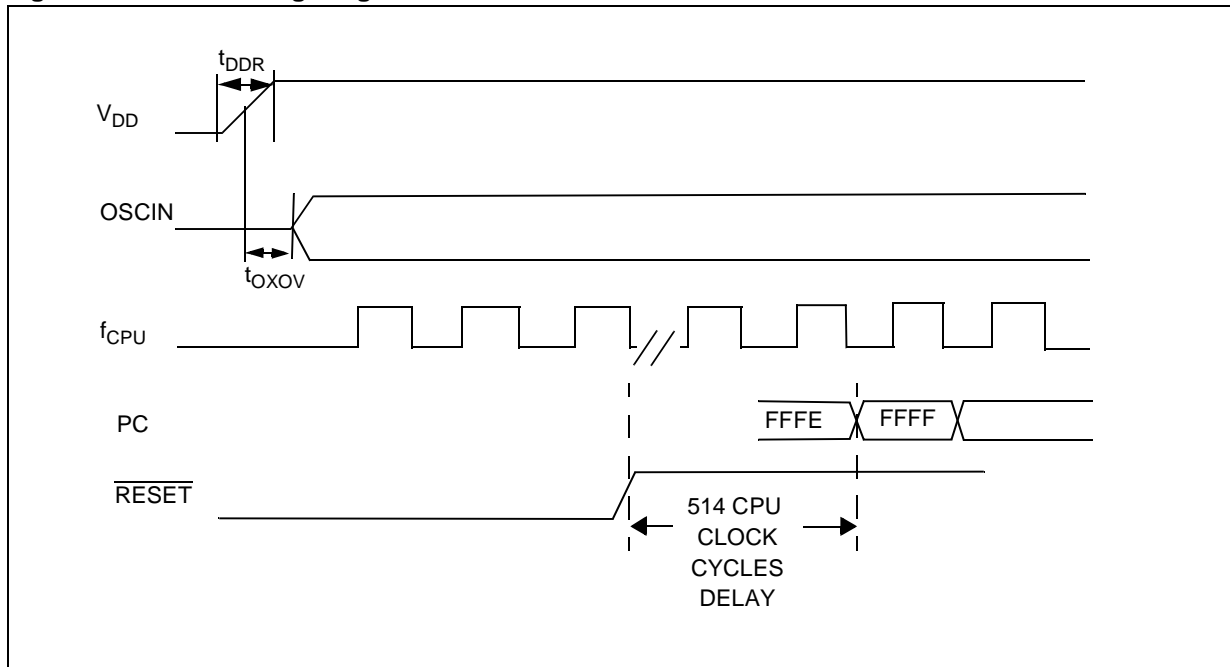 tDDR
VDD
OSCIN
tOXOV
fCPU
PC
FFFE
FFFF
RESET
514 CPU
CLOCK
CYCLES
DELAY